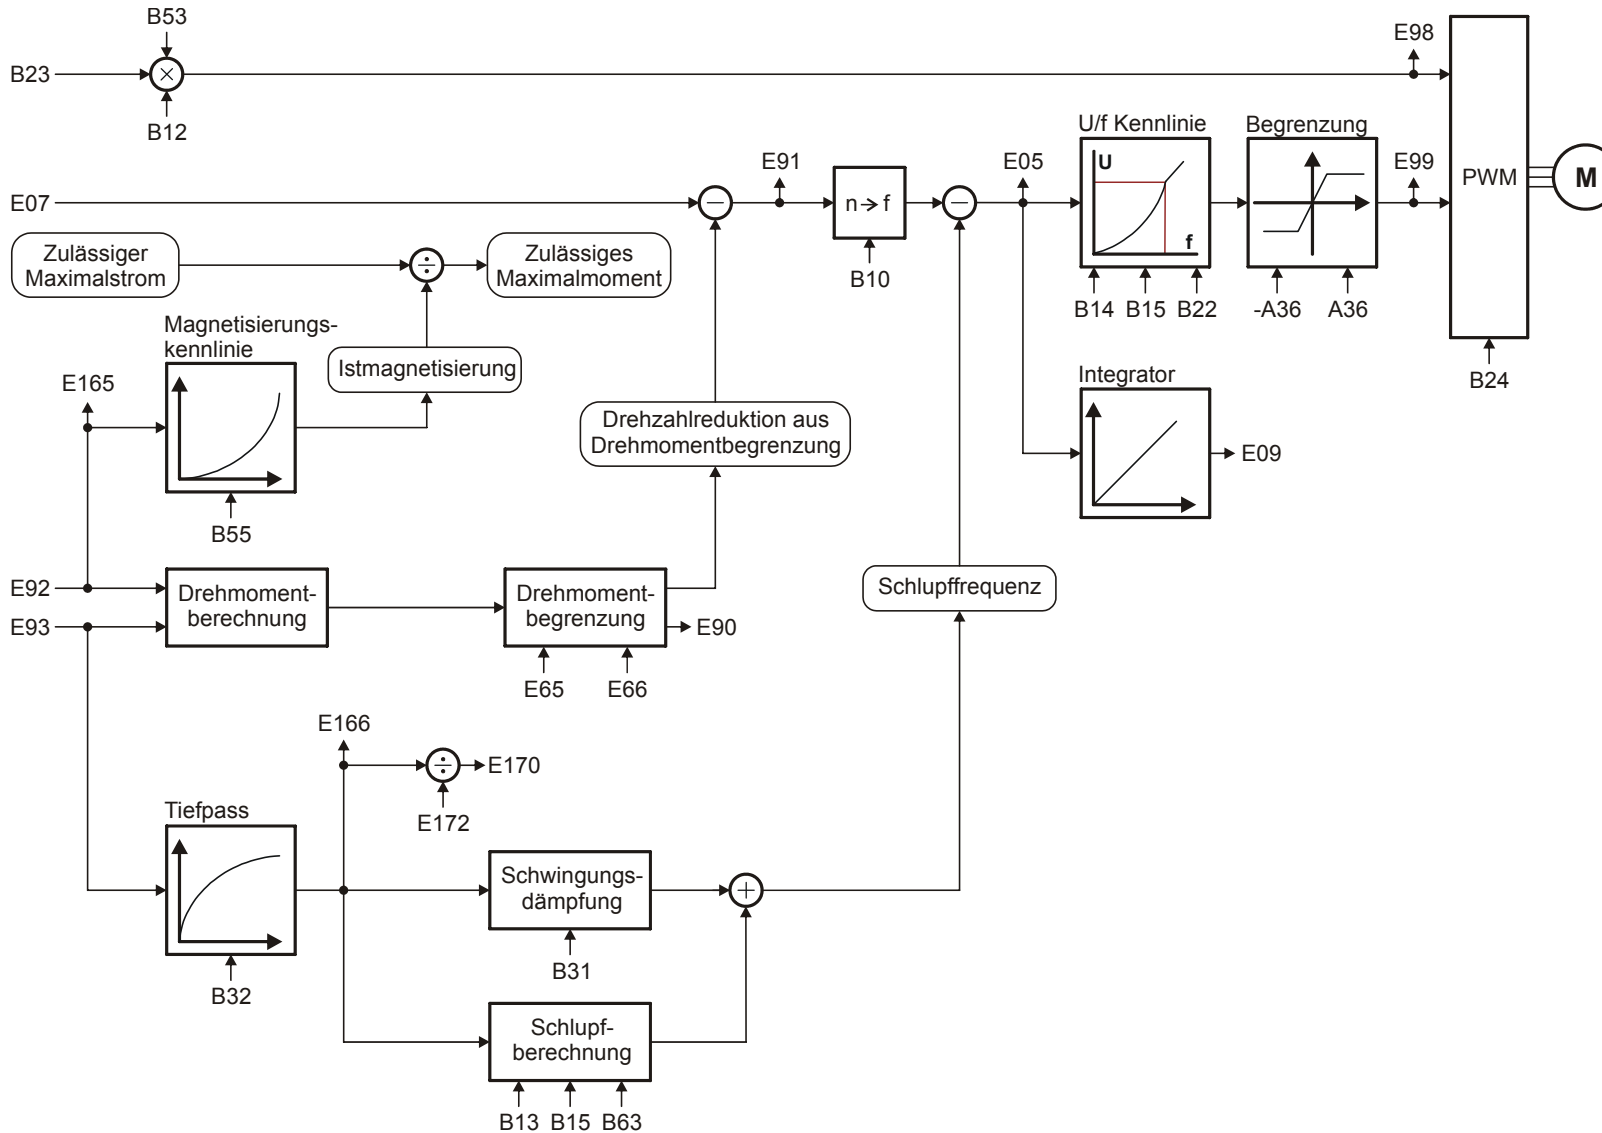 B53
B23
×
B12
E98
PWM
M
B24
E07
E91
n→f
B10
E05
U/f Kennlinie
U
f
B14 B15 B22
Begrenzung
-A36 A36
E99
Zulässiger
Maximalstrom
÷
Zulässiges
Maximalmoment
Magnetisierungs-
kennlinie
Istmagnetisierung
E165
B55
Drehzahlreduktion aus
Drehmomentbegrenzung
Integrator
E09
E92
E93
Drehmoment-
berechnung
Drehmoment-
begrenzung
E90
E65 E66
Schlupffrequenz
E166
÷
E170
E172
Tiefpass
B32
Schwingungs-
dämpfung
+
B31
Schlupf-
berechnung
B13 B15 B63